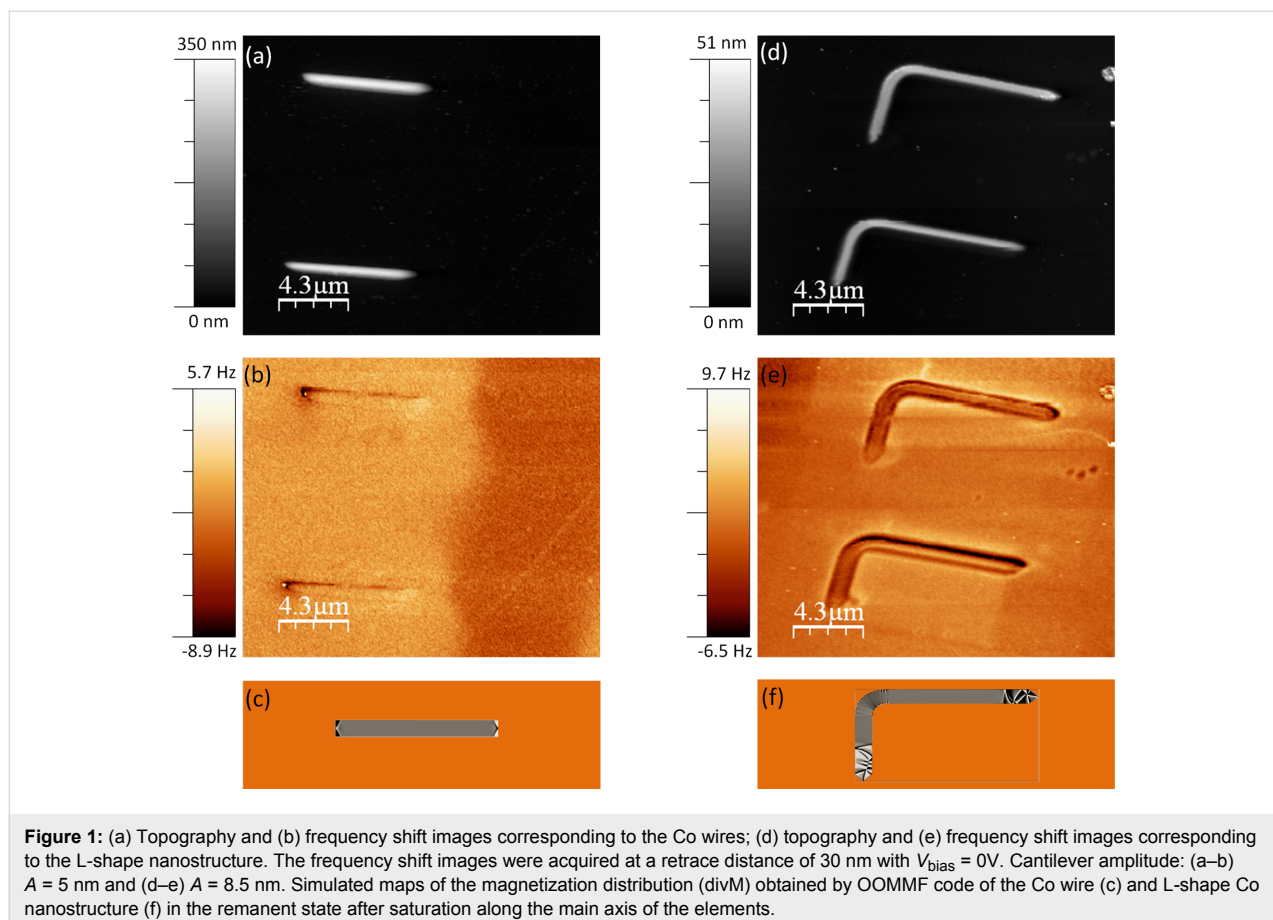 350 nm
(a)
4.3µm
0 nm
51 nm
(d)
4.3µm
0 nm
5.7 Hz
(b)
4.3µm
-8.9 Hz
9.7 Hz
(e)
4.3µm
-6.5 Hz
(c)
(f)
Figure 1: (a) Topography and (b) frequency shift images corresponding to the Co wires; (d) topography and (e) frequency shift images corresponding
to the L-shape nanostructure. The frequency shift images were acquired at a retrace distance of 30 nm with Vbias = 0V. Cantilever amplitude: (a–b)
A = 5 nm and (d–e) A = 8.5 nm. Simulated maps of the magnetization distribution (divM) obtained by OOMMF code of the Co wire (c) and L-shape Co
nanostructure (f) in the remanent state after saturation along the main axis of the elements.